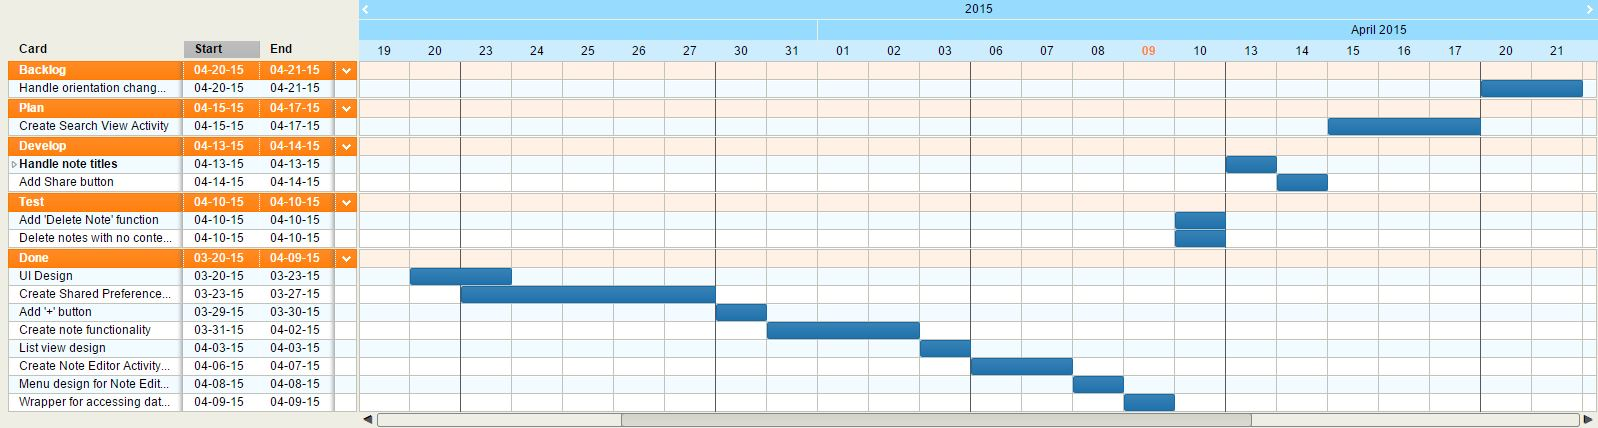 2015
April 2015
Card Start End 19 20 23 24 25 26 27 30 31 01 02 03 06 07 08 09 10 13 14 15 16 17 20 21
Backlog 04-20-15 04-21-15
Handle orientation chang... 04-20-15 04-21-15
Plan 04-15-15 04-17-15
Create Search View Activity 04-15-15 04-17-15
Develop 04-13-15 04-14-15
Handle note titles 04-13-15 04-13-15
Add Share button 04-14-15 04-14-15
Test 04-10-15 04-10-15
Add 'Delete Note' function 04-10-15 04-10-15
Delete notes with no conte... 04-10-15 04-10-15
Done 03-20-15 04-09-15
UI Design 03-20-15 03-23-15
Create Shared Preference... 03-23-15 03-27-15
Add '+' button 03-29-15 03-30-15
Create note functionality 03-31-15 04-02-15
List view design 04-03-15 04-03-15
Create Note Editor Activity... 04-06-15 04-07-15
Menu design for Note Edit... 04-08-15 04-08-15
Wrapper for accessing dat... 04-09-15 04-09-15